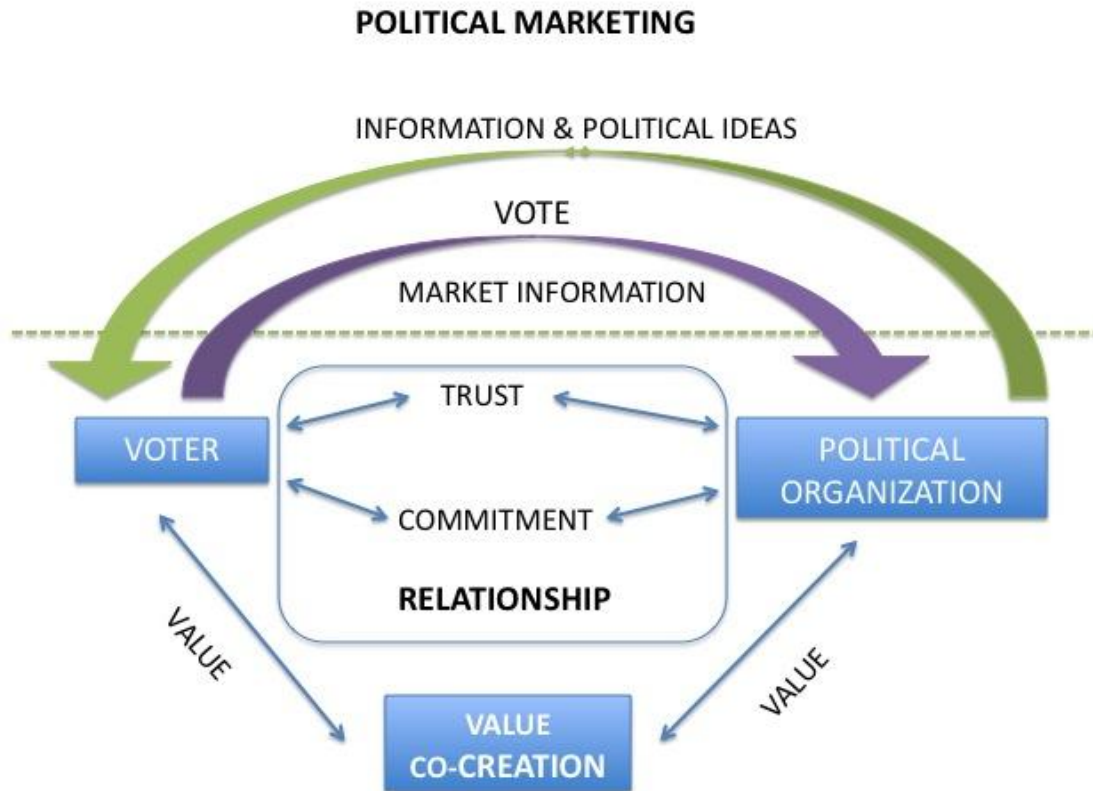 POLITICAL MARKETING
INFORMATION & POLITICAL IDEAS
VOTE
MARKET INFORMATION
TRUST
VOTER
POLITICAL
ORGANIZATION
COMMITMENT
RELATIONSHIP
VALUE
VALUE
VALUE
CO-CREATION